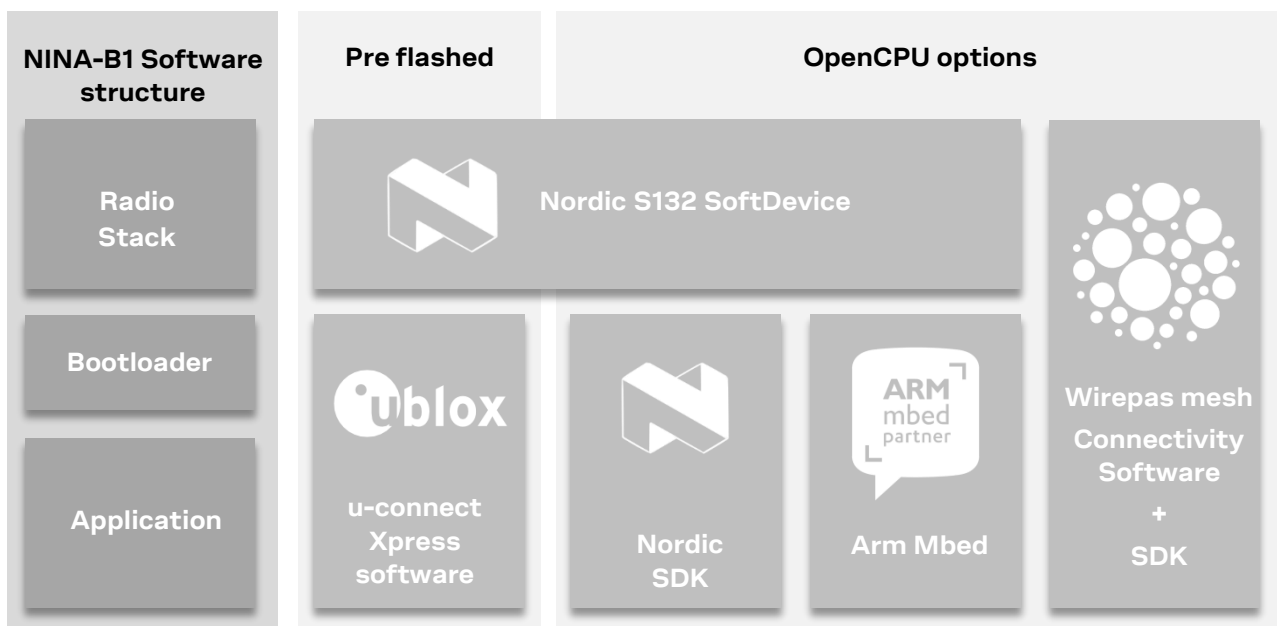 NINA-B1 Software
structure
Radio
Stack
Bootloader
Application
Pre flashed
OpenCPU options
Nordic S132 SoftDevice
ublox
u-connect
Xpress
software
Nordic
SDK
ARM
mbed
partner
Arm Mbed
Wirepas mesh
Connectivity
Software
+
SDK